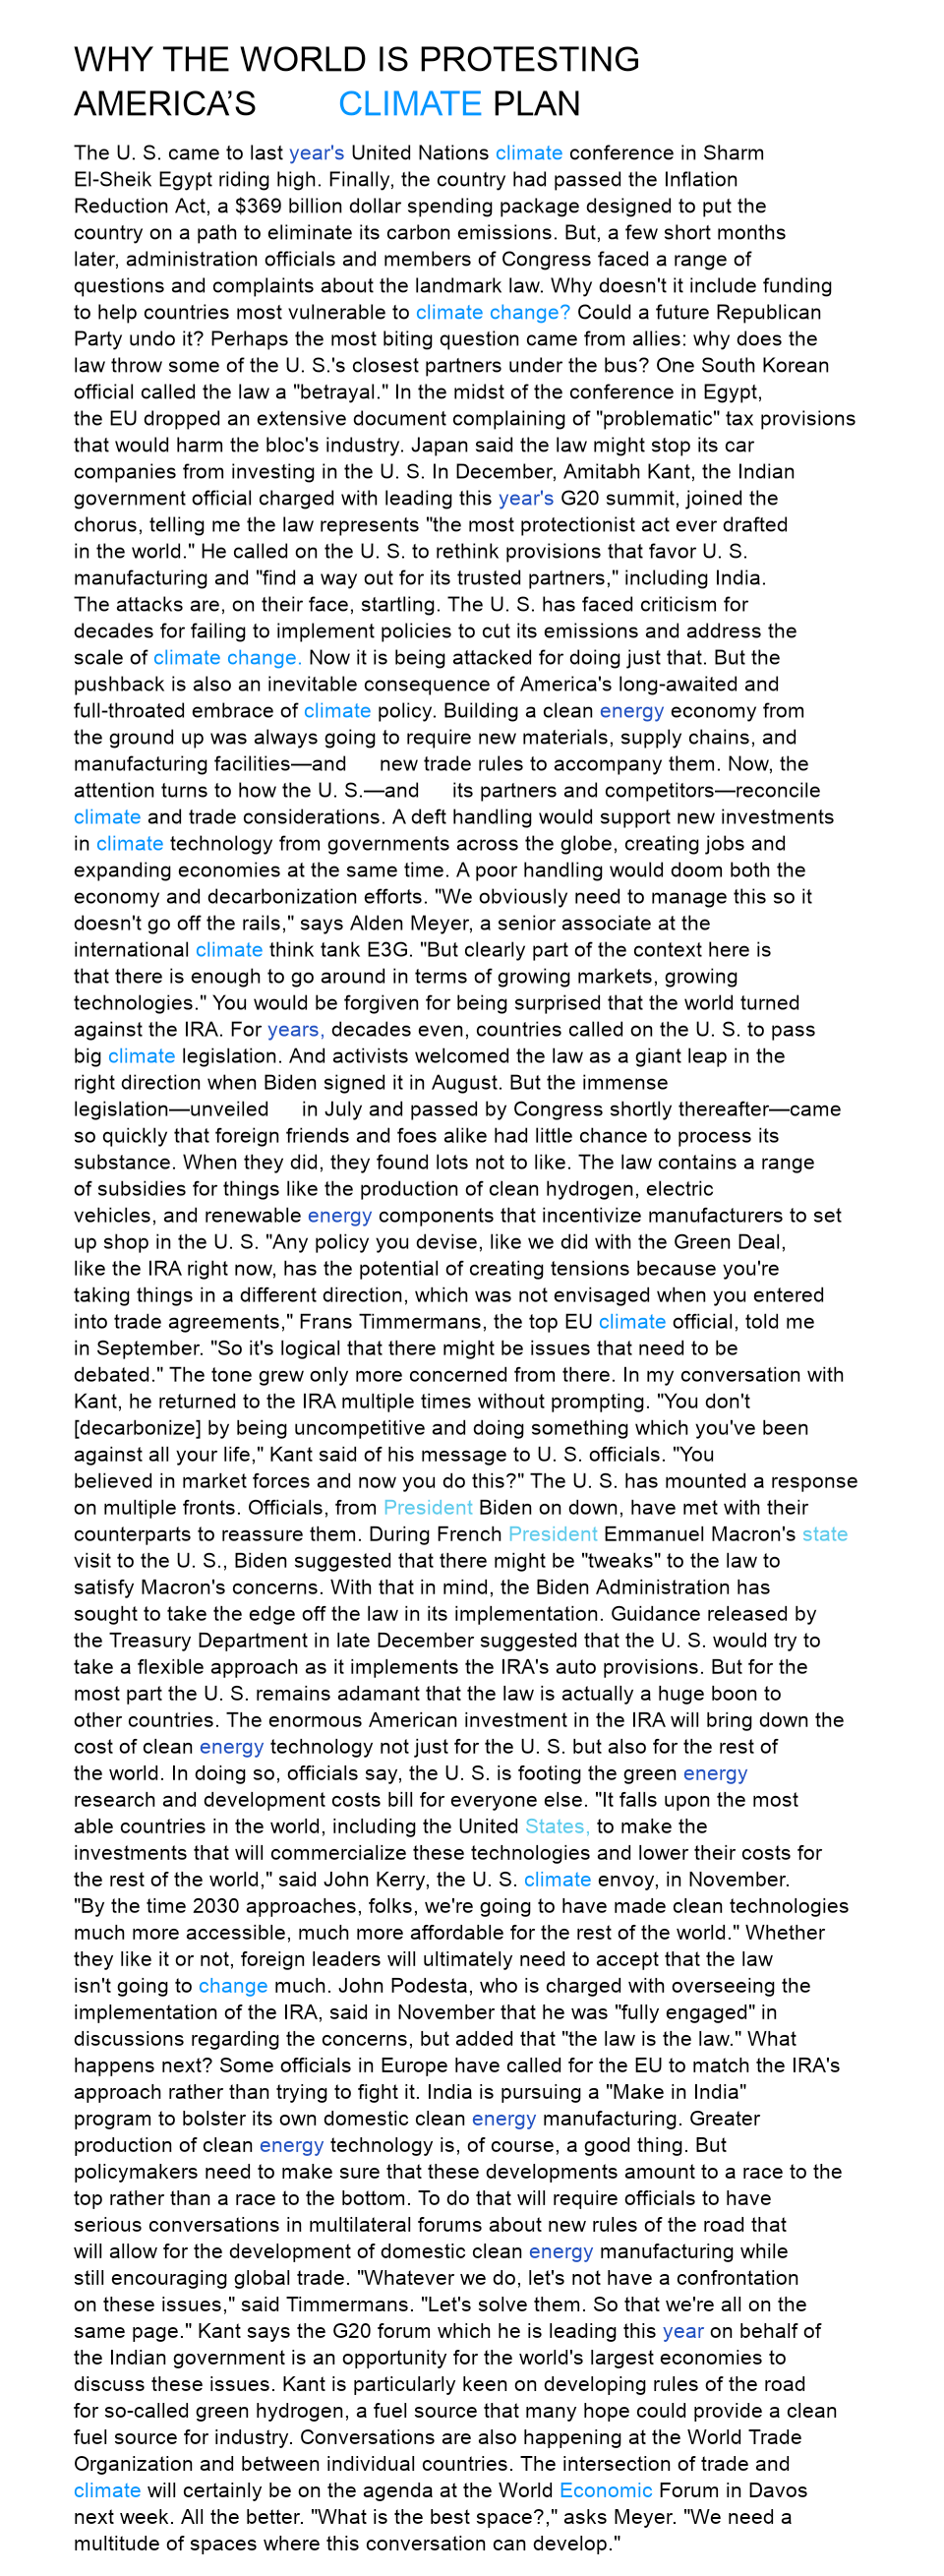 WHY THE WORLD IS PROTESTING
AMERICA’S CLIMATE PLAN
The U. S. came to last year's United Nations climate conference in Sharm
El-Sheik Egypt riding high. Finally, the country had passed the Inflation
Reduction Act, a $369 billion dollar spending package designed to put the
country on a path to eliminate its carbon emissions. But, a few short months
later, administration officials and members of Congress faced a range of
questions and complaints about the landmark law. Why doesn't it include funding
to help countries most vulnerable to climate change? Could a future Republican
Party undo it? Perhaps the most biting question came from allies: why does the
law throw some of the U. S.'s closest partners under the bus? One South Korean
official called the law a "betrayal." In the midst of the conference in Egypt,
the EU dropped an extensive document complaining of "problematic" tax provisions
that would harm the bloc's industry. Japan said the law might stop its car
companies from investing in the U. S. In December, Amitabh Kant, the Indian
government official charged with leading this year's G20 summit, joined the
chorus, telling me the law represents "the most protectionist act ever drafted
in the world." He called on the U. S. to rethink provisions that favor U. S.
manufacturing and "find a way out for its trusted partners," including India.
The attacks are, on their face, startling. The U. S. has faced criticism for
decades for failing to implement policies to cut its emissions and address the
scale of climate change. Now it is being attacked for doing just that. But the
pushback is also an inevitable consequence of America's long-awaited and
full-throated embrace of climate policy. Building a clean energy economy from
the ground up was always going to require new materials, supply chains, and
manufacturing facilities—and new trade rules to accompany them. Now, the
attention turns to how the U. S.—and its partners and competitors—reconcile
climate and trade considerations. A deft handling would support new investments
in climate technology from governments across the globe, creating jobs and
expanding economies at the same time. A poor handling would doom both the
economy and decarbonization efforts. "We obviously need to manage this so it
doesn't go off the rails," says Alden Meyer, a senior associate at the
international climate think tank E3G. "But clearly part of the context here is
that there is enough to go around in terms of growing markets, growing
technologies." You would be forgiven for being surprised that the world turned
against the IRA. For years, decades even, countries called on the U. S. to pass
big climate legislation. And activists welcomed the law as a giant leap in the
right direction when Biden signed it in August. But the immense
legislation—unveiled in July and passed by Congress shortly thereafter—came
so quickly that foreign friends and foes alike had little chance to process its
substance. When they did, they found lots not to like. The law contains a range
of subsidies for things like the production of clean hydrogen, electric
vehicles, and renewable energy components that incentivize manufacturers to set
up shop in the U. S. "Any policy you devise, like we did with the Green Deal,
like the IRA right now, has the potential of creating tensions because you're
taking things in a different direction, which was not envisaged when you entered
into trade agreements," Frans Timmermans, the top EU climate official, told me
in September. "So it's logical that there might be issues that need to be
debated." The tone grew only more concerned from there. In my conversation with
Kant, he returned to the IRA multiple times without prompting. "You don't
[decarbonize] by being uncompetitive and doing something which you've been
against all your life," Kant said of his message to U. S. officials. "You
believed in market forces and now you do this?" The U. S. has mounted a response
on multiple fronts. Officials, from President Biden on down, have met with their
counterparts to reassure them. During French President Emmanuel Macron's state
visit to the U. S., Biden suggested that there might be "tweaks" to the law to
satisfy Macron's concerns. With that in mind, the Biden Administration has
sought to take the edge off the law in its implementation. Guidance released by
the Treasury Department in late December suggested that the U. S. would try to
take a flexible approach as it implements the IRA's auto provisions. But for the
most part the U. S. remains adamant that the law is actually a huge boon to
other countries. The enormous American investment in the IRA will bring down the
cost of clean energy technology not just for the U. S. but also for the rest of
the world. In doing so, officials say, the U. S. is footing the green energy
research and development costs bill for everyone else. "It falls upon the most
able countries in the world, including the United States, to make the
investments that will commercialize these technologies and lower their costs for
the rest of the world," said John Kerry, the U. S. climate envoy, in November.
"By the time 2030 approaches, folks, we're going to have made clean technologies
much more accessible, much more affordable for the rest of the world." Whether
they like it or not, foreign leaders will ultimately need to accept that the law
isn't going to change much. John Podesta, who is charged with overseeing the
implementation of the IRA, said in November that he was "fully engaged" in
discussions regarding the concerns, but added that "the law is the law." What
happens next? Some officials in Europe have called for the EU to match the IRA's
approach rather than trying to fight it. India is pursuing a "Make in India"
program to bolster its own domestic clean energy manufacturing. Greater
production of clean energy technology is, of course, a good thing. But
policymakers need to make sure that these developments amount to a race to the
top rather than a race to the bottom. To do that will require officials to have
serious conversations in multilateral forums about new rules of the road that
will allow for the development of domestic clean energy manufacturing while
still encouraging global trade. "Whatever we do, let's not have a confrontation
on these issues," said Timmermans. "Let's solve them. So that we're all on the
same page." Kant says the G20 forum which he is leading this year on behalf of
the Indian government is an opportunity for the world's largest economies to
discuss these issues. Kant is particularly keen on developing rules of the road
for so-called green hydrogen, a fuel source that many hope could provide a clean
fuel source for industry. Conversations are also happening at the World Trade
Organization and between individual countries. The intersection of trade and
climate will certainly be on the agenda at the World Economic Forum in Davos
next week. All the better. "What is the best space?," asks Meyer. "We need a
multitude of spaces where this conversation can develop."